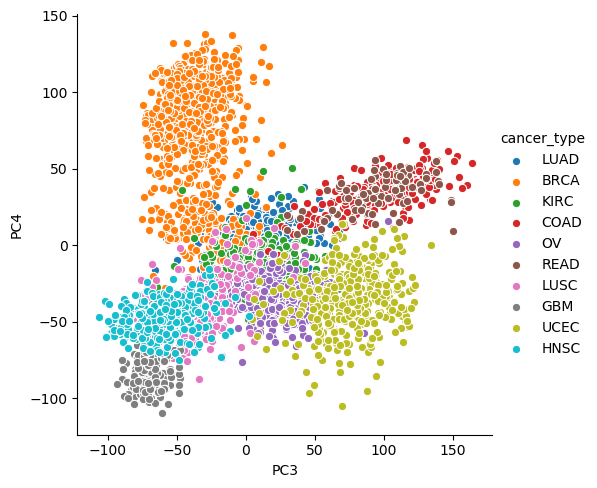 150
100
50
0
−50
−100
PC4
−100
−50
0
50
100
150
PC3
cancer_type
LUAD
BRCA
KIRC
COAD
OV
READ
LUSC
GBM
UCEC
HNSC